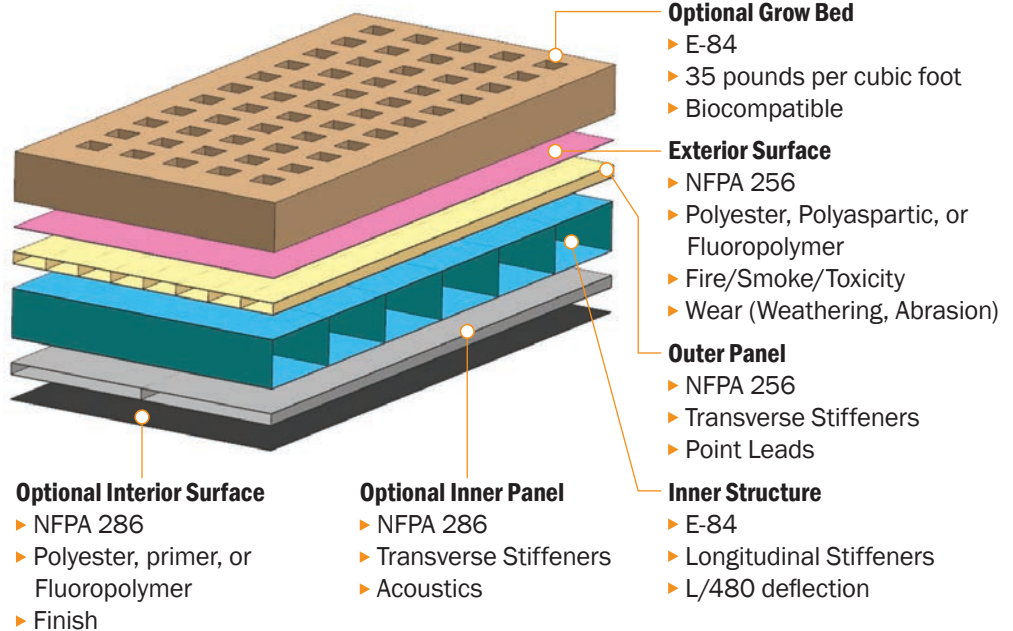 Optional Grow Bed
▸ E-84
▸ 35 pounds per cubic foot
▸ Biocompatible
Exterior Surface
▸ NFPA 256
▸ Polyester, Polyaspartic, or
Fluoropolymer
▸ Fire/Smoke/Toxicity
▸ Wear (Weathering, Abrasion)
Outer Panel
▸ NFPA 256
▸ Transverse Stiffeners
▸ Point Leads
Inner Structure
▸ E-84
▸ Longitudinal Stiffeners
▸ L/480 deflection
Optional Inner Panel
▸ NFPA 286
▸ Transverse Stiffeners
▸ Acoustics
Optional Interior Surface
▸ NFPA 286
▸ Polyester, primer, or
Fluoropolymer
▸ Finish